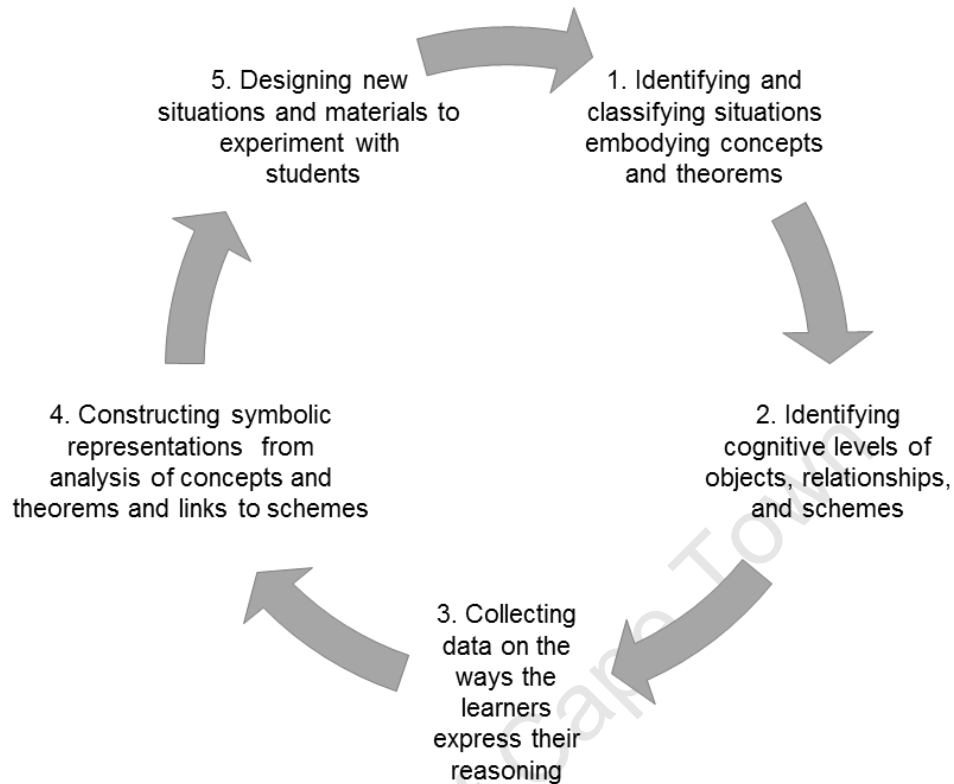 5. Designing new
situations and materials to
experiment with
students
1. Identifying and
classifying situations
embodying concepts
and theorems
2. Identifying
cognitive levels of
objects, relationships,
and schemes
3. Collecting
data on the
ways the
learners
express their
reasoning
4. Constructing symbolic
representations from
analysis of concepts and
theorems and links to schemes
Cape Town